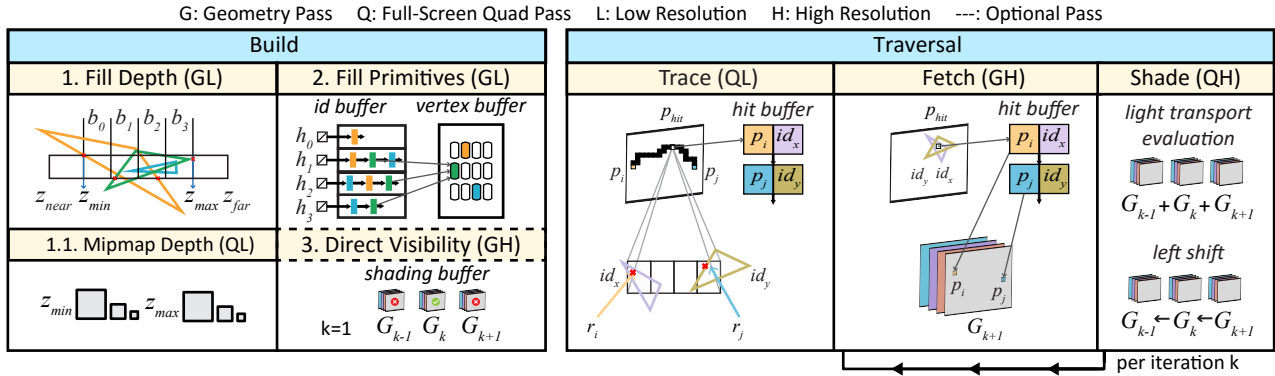 G: Geometry Pass Q: Full-Screen Quad Pass L: Low Resolution H: High Resolution ---: Optional Pass
Build
1. Fill Depth (GL)
b0 b1 b2 b3
znear zmin zmax zfar
2. Fill Primitives (GL)
id buffer vertex buffer
h0
h1
h2
h3
1.1. Mipmap Depth (QL)
zmin zmax
3. Direct Visibility (GH)
shading buffer
k=1 Gk-1 Gk Gk+1
Traversal
Trace (QL)
phit hit buffer
pi idx
pj idy
pi pj
idx idy
ri rj
Fetch (GH)
phit hit buffer
pi idx
pj idy
idy idx
pi pj
Gk+1
Shade (QH)
light transport
evaluation
Gk-1 + Gk + Gk+1
left shift
Gk-1 ← Gk ← Gk+1
per iteration k